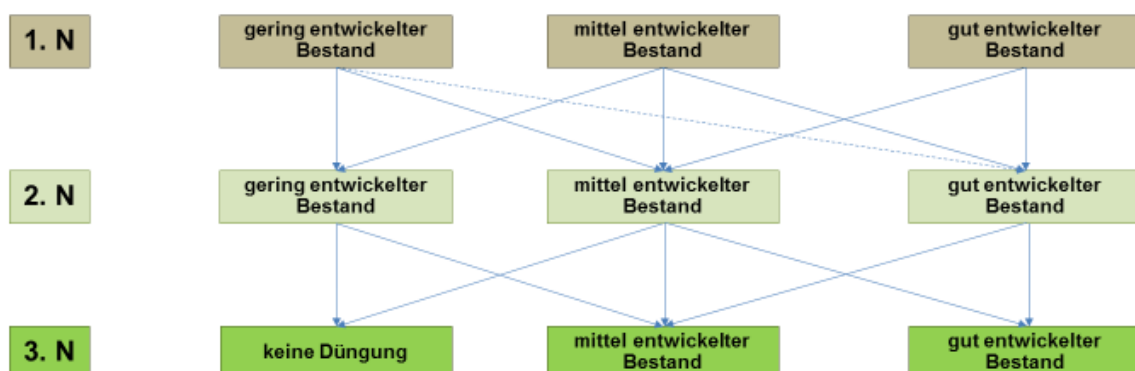 1. N
gering entwickelter
Bestand
mittel entwickelter
Bestand
gut entwickelter
Bestand
2. N
gering entwickelter
Bestand
mittel entwickelter
Bestand
gut entwickelter
Bestand
3. N
keine Düngung
mittel entwickelter
Bestand
gut entwickelter
Bestand